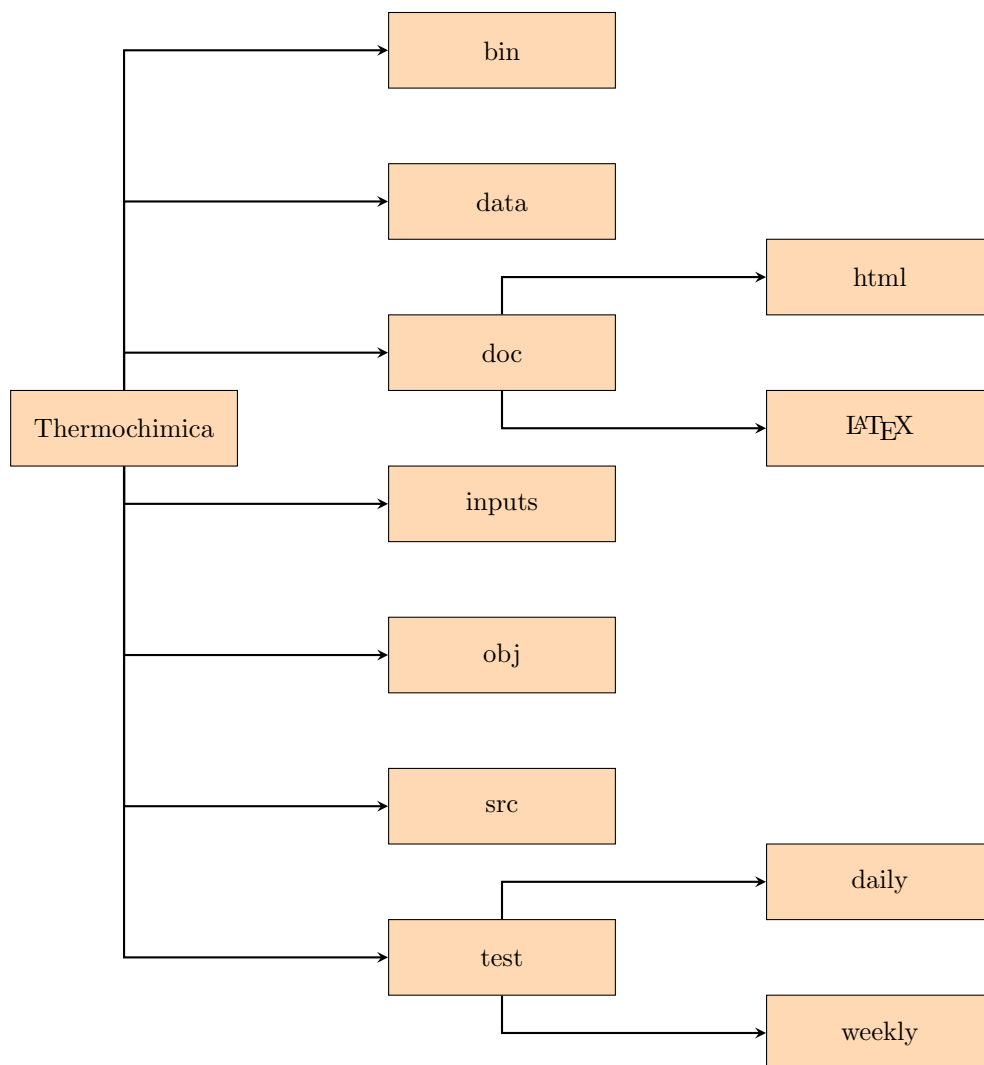 bin
data
html
doc
LATEX
Thermochimica
inputs
obj
src
daily
test
weekly